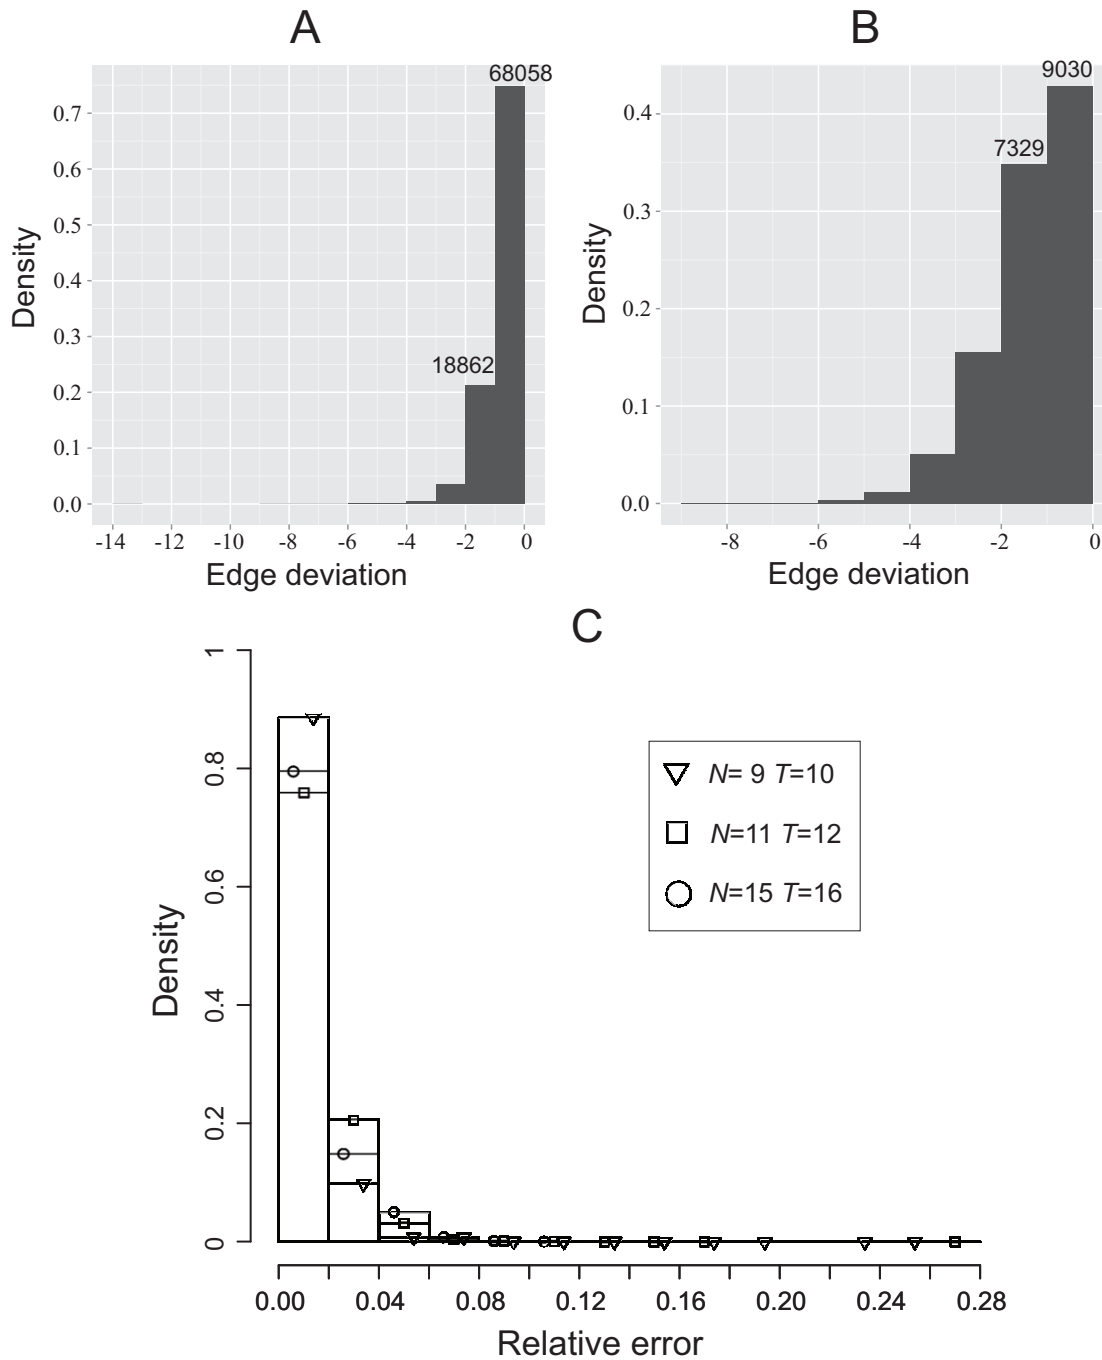 A
68058
18862
Density
0.7
0.6
0.5
0.4
0.3
0.2
0.1
0.0
-14 -12 -10 -8 -6 -4 -2 0
Edge deviation
B
9030
7329
Density
0.4
0.3
0.2
0.1
0.0
-8 -6 -4 -2 0
Edge deviation
C
Density
1
0.8
0.6
0.4
0.2
0
N= 9 T=10
N=11 T=12
N=15 T=16
0.00 0.04 0.08 0.12 0.16 0.20 0.24 0.28
Relative error